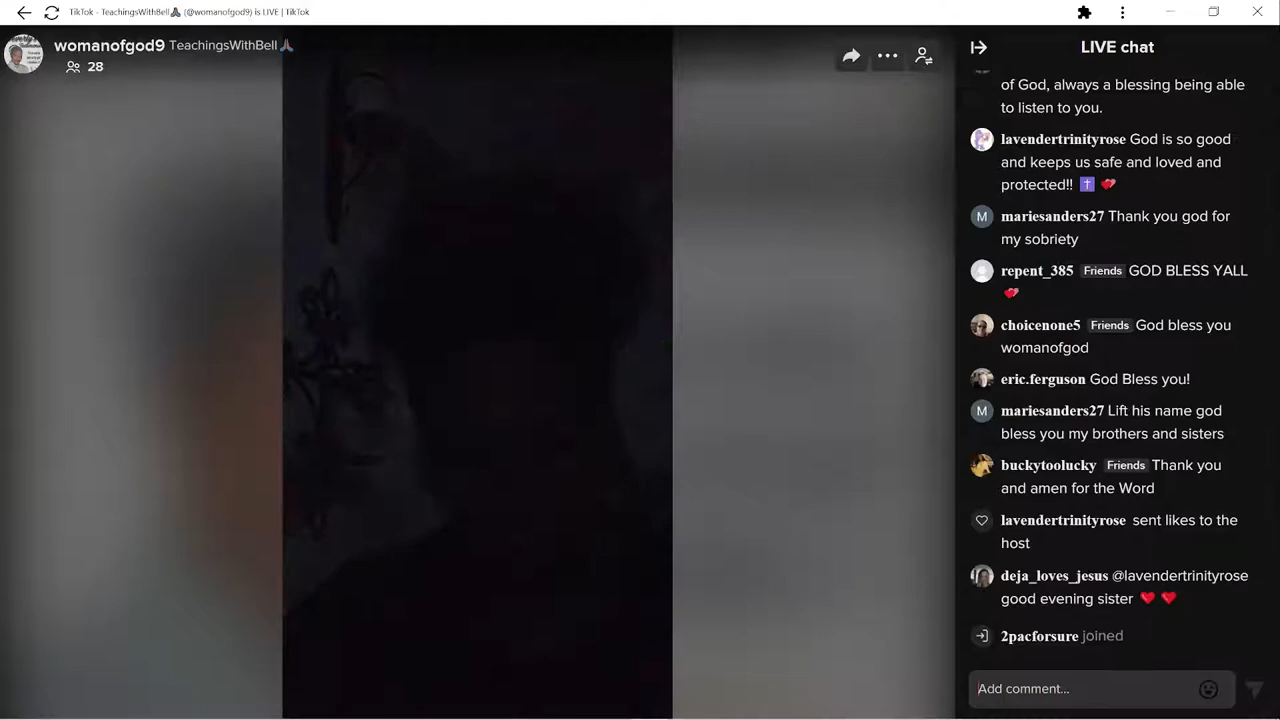 TikTok - TeachingsWithBell🙏🏽 (@womanofgod9) is LIVE | TikTok
womanofgod9 TeachingsWithBell🙏🏽
28
LIVE chat
of God, always a blessing being able
to listen to you.
lavendertrinityrose God is so good
and keeps us safe and loved and
protected!! ✝️ 💕
mariesanders27 Thank you god for
my sobriety
repent_385 Friends GOD BLESS YALL
💕
choicenone5 Friends God bless you
womanofgod
eric.ferguson God Bless you!
mariesanders27 Lift his name god
bless you my brothers and sisters
buckytoolucky Friends Thank you
and amen for the Word
lavendertrinityrose sent likes to the
host
deja_loves_jesus @lavendertrinityrose
good evening sister ❤️ ❤️
2pacforsure joined
Add comment...